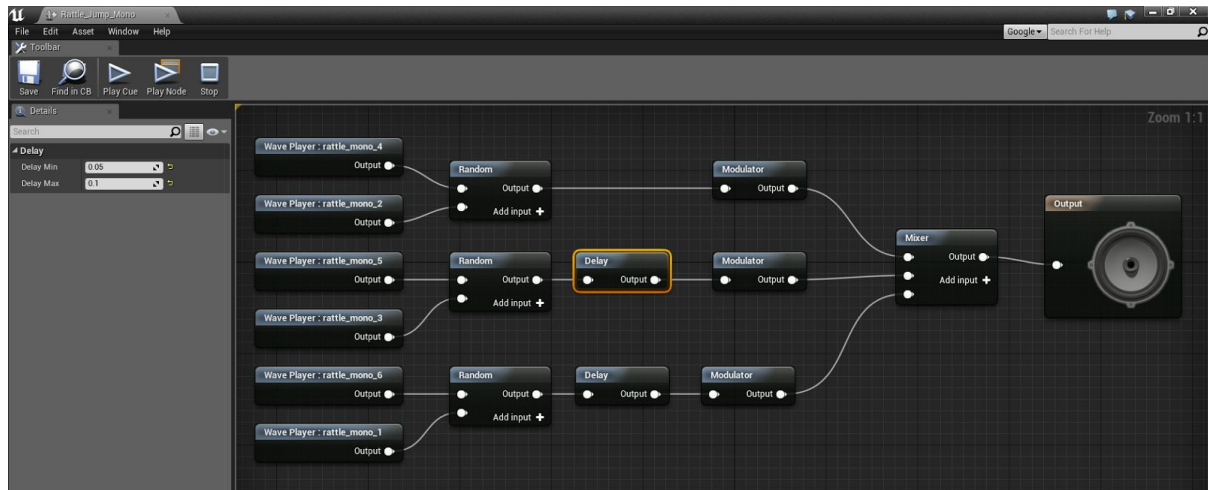 Rattle_Jump_Mono
File Edit Asset Window Help
Google Search For Help
Toolbar
Save Find in CB Play Cue Play Node Stop
Details
Search
Zoom 1:1
Delay
Delay Min 0.05
Delay Max 0.1
Wave Player : rattle_mono_4
Output
Wave Player : rattle_mono_2
Output
Wave Player : rattle_mono_5
Output
Wave Player : rattle_mono_3
Output
Wave Player : rattle_mono_6
Output
Wave Player : rattle_mono_1
Output
Random
Output
Add input
Random
Output
Add input
Random
Output
Add input
Delay
Output
Delay
Output
Modulator
Output
Modulator
Output
Modulator
Output
Mixer
Output
Add input
Output